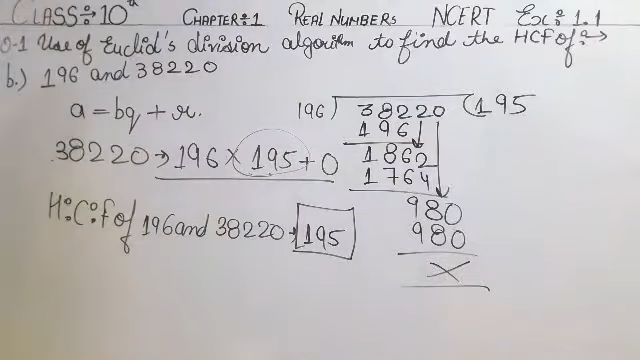 CLASS÷→10th CHAPTER÷1 REAL NUMBERS NCERT Ex÷1.1
Q-1 Use of Euclid's division algorithm to find the HCF of?→
b.) 196 and 38220
a = bq + r.
38220→196×195+0
H.C.F of 196 and 38220→195
196) 38220 (195
196
1862
1764
980
980
X